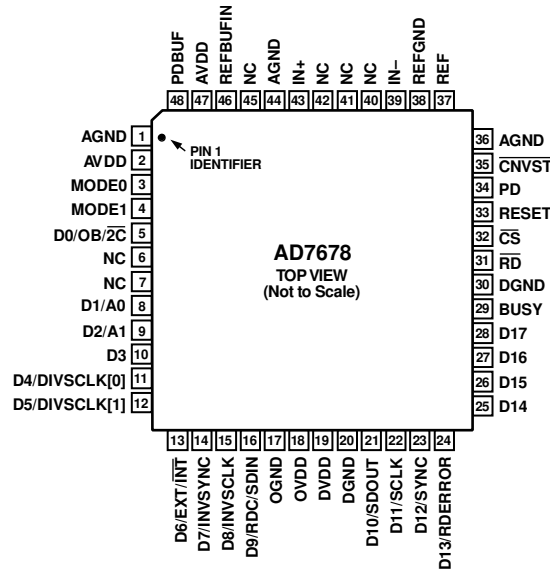 PDBUF
AVDD
REFBUFIN
NC
AGND
IN+
NC
NC
NC
IN–
REFGND
REF
48 47 46 45 44 43 42 41 40 39 38 37
AGND 1
AVDD 2
MODE0 3
MODE1 4
D0/OB/2C̅ 5
NC 6
NC 7
D1/A0 8
D2/A1 9
D3 10
D4/DIVSCLK[0] 11
D5/DIVSCLK[1] 12
PIN 1
IDENTIFIER
AD7678
TOP VIEW
(Not to Scale)
36 AGND
35 C̅N̅V̅S̅T̅
34 PD
33 RESET
32 C̅S̅
31 R̅D̅
30 DGND
29 BUSY
28 D17
27 D16
26 D15
25 D14
13 14 15 16 17 18 19 20 21 22 23 24
D6/EXT/I̅N̅T̅
D7/INVSYNC
D8/INVSCLK
D9/RDC/SDIN
OGND
OVDD
DVDD
DGND
D10/SDOUT
D11/SCLK
D12/SYNC
D13/RDERROR